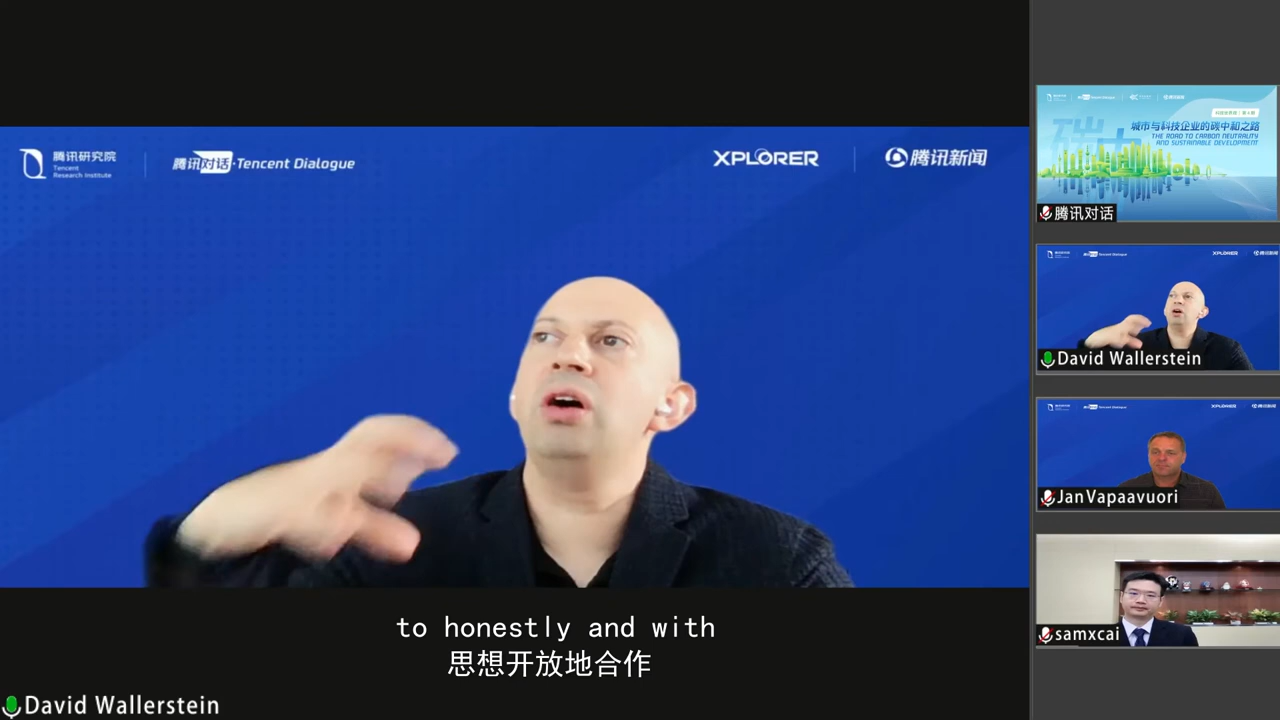 腾讯研究院
Tencent
Research Institute
腾讯对话·Tencent Dialogue
XPLORER
腾讯新闻
to honestly and with
思想开放地合作
David Wallerstein
城市与科技企业的碳中和之路
THE ROAD TO CARBON NEUTRALITY
AND SUSTAINABLE DEVELOPMENT
腾讯对话
XPLORER
David Wallerstein
XPLORER
JanVapaavuori
samxcai